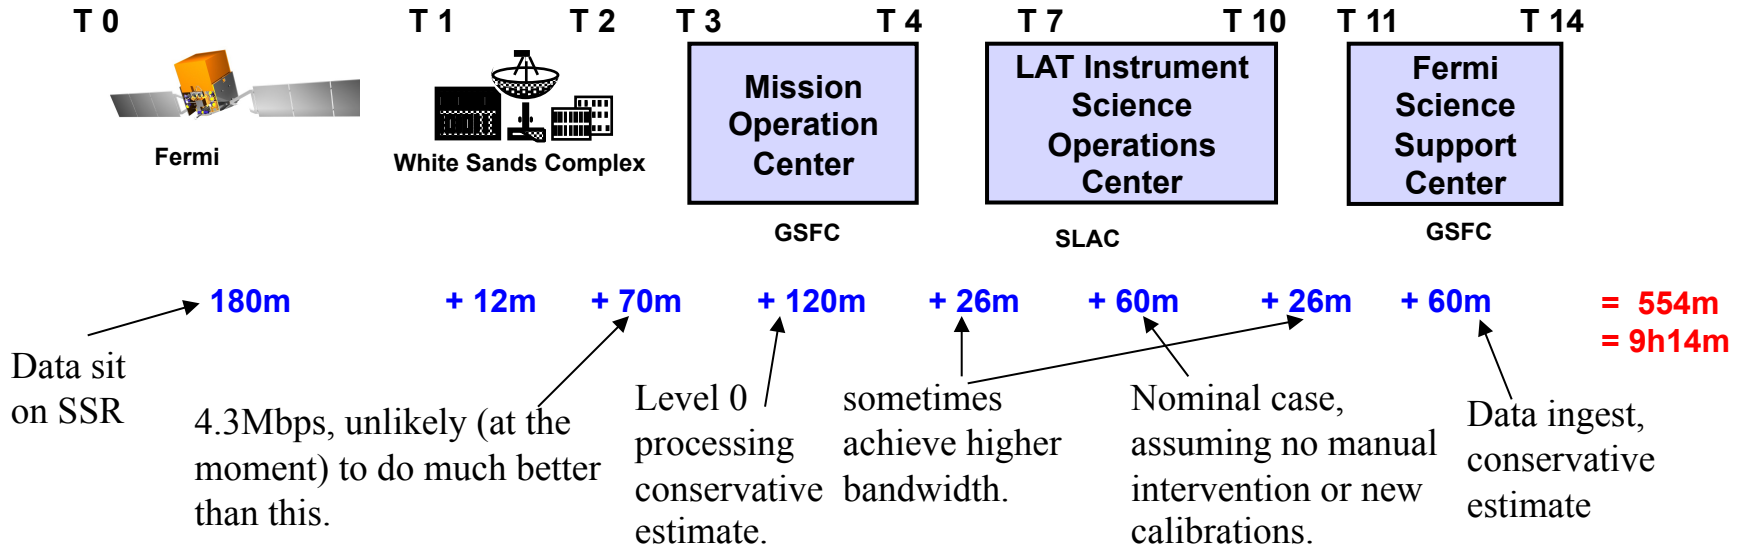 T 0 T 1 T 2 T 3 T 4 T 7 T 10 T 11 T 14
Fermi
White Sands Complex
Mission
Operation
Center
GSFC
LAT Instrument
Science
Operations
Center
SLAC
Fermi
Science
Support
Center
GSFC
180m + 12m + 70m + 120m + 26m + 60m + 26m + 60m = 554m
= 9h14m
Data sit
on SSR
4.3Mbps, unlikely (at the
moment) to do much better
than this.
Level 0
processing
conservative
estimate.
sometimes
achieve higher
bandwidth.
Nominal case,
assuming no manual
intervention or new
calibrations.
Data ingest,
conservative
estimate